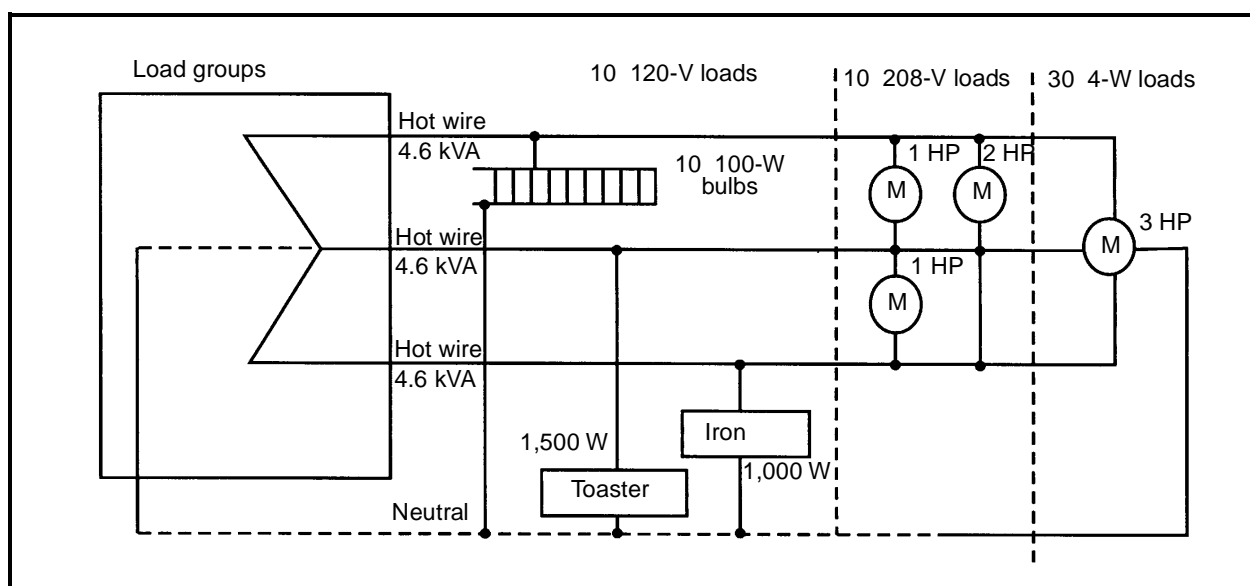 Load groups
10 120-V loads
10 208-V loads
30 4-W loads
Hot wire
4.6 kVA
10 100-W
bulbs
1 HP
2 HP
M
M
Hot wire
4.6 kVA
1 HP
M
3 HP
M
Hot wire
4.6 kVA
1,500 W
Iron
1,000 W
Toaster
Neutral